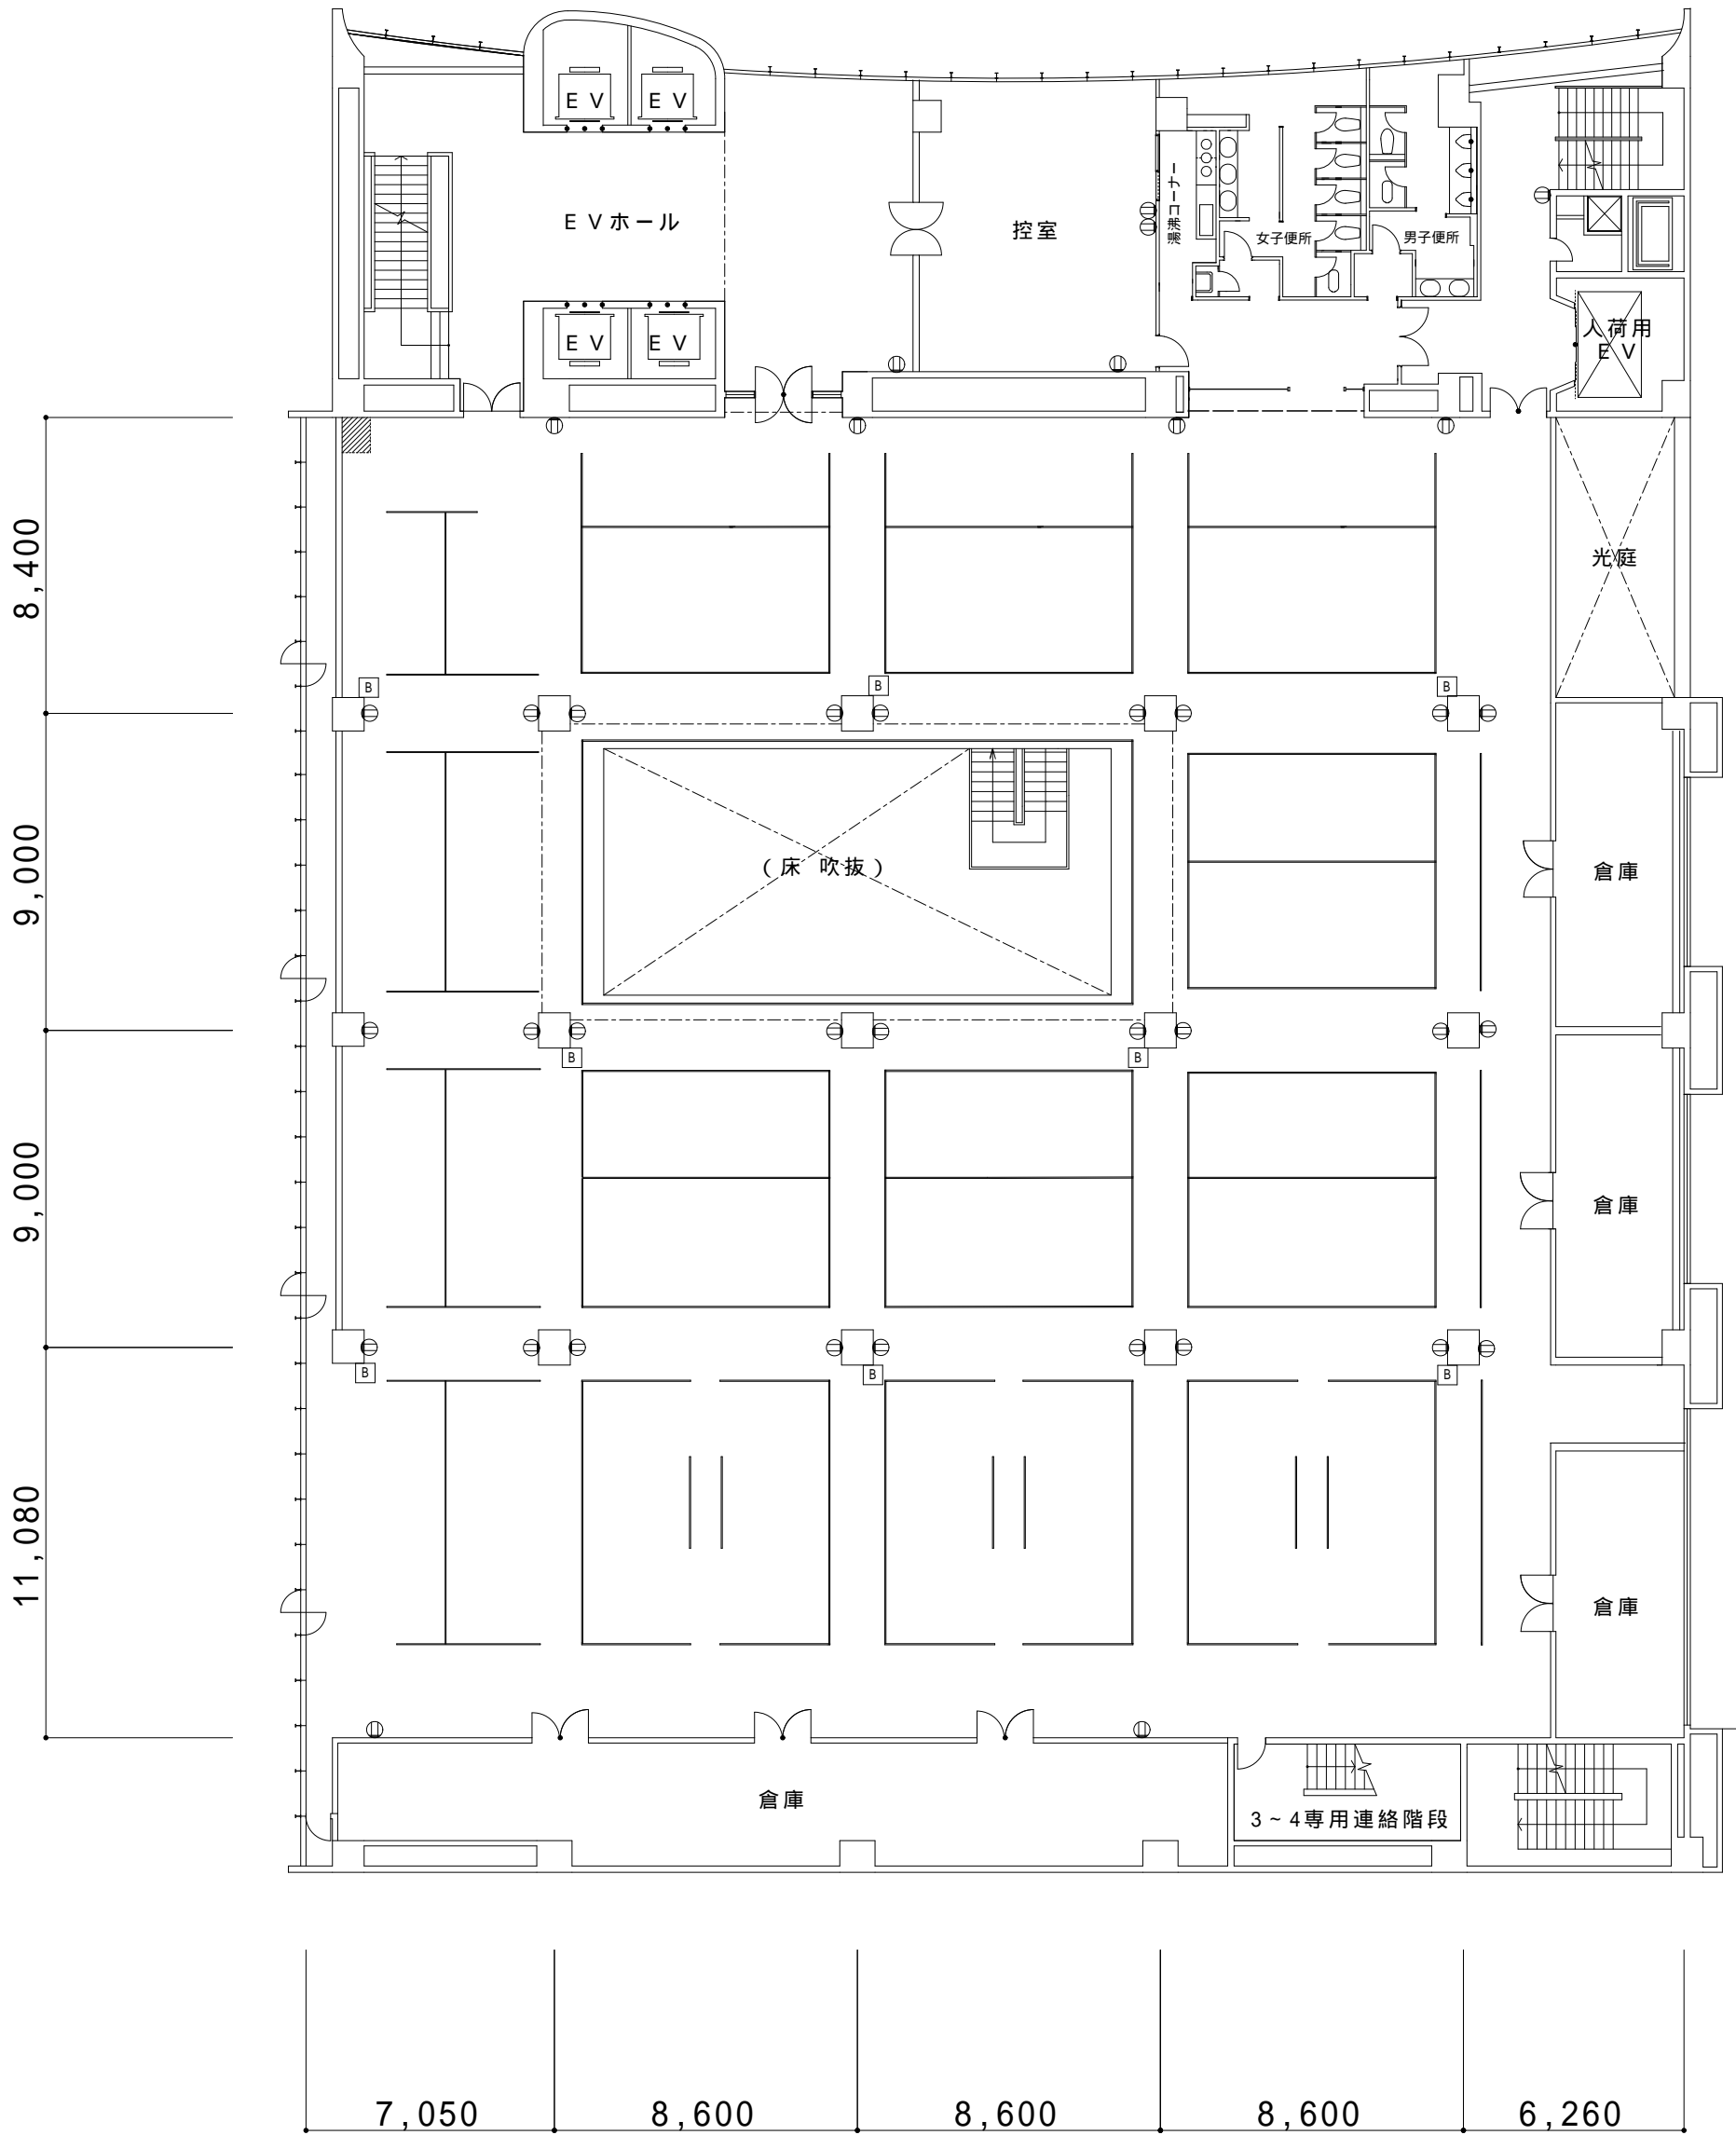 EV
EV
EVホール
控室
湯沸コーナー
女子便所
男子便所
EV
EV
人荷用
EV
8,400
光庭
B
B
B
9,000
(床 吹抜)
倉庫
B
B
9,000
倉庫
B
B
B
11,080
倉庫
倉庫
3~4専用連絡階段
7,050
8,600
8,600
8,600
6,260